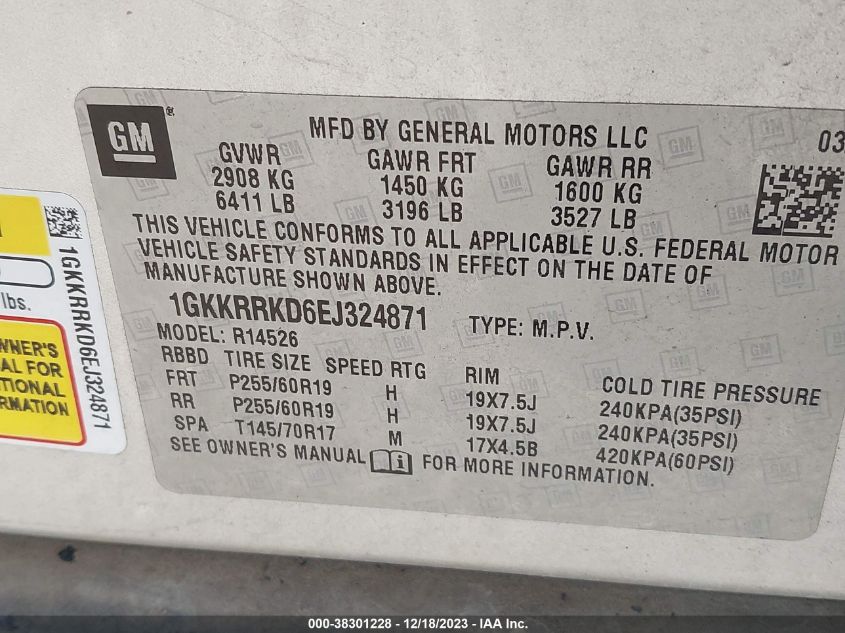 GM ®
MFD BY GENERAL MOTORS LLC
03
GVWR GAWR FRT GAWR RR
2908 KG 1450 KG 1600 KG
6411 LB 3196 LB 3527 LB
THIS VEHICLE CONFORMS TO ALL APPLICABLE U.S. FEDERAL MOTOR
VEHICLE SAFETY STANDARDS IN EFFECT ON THE DATE OF
MANUFACTURE SHOWN ABOVE.
1GKKRRKD6EJ324871 TYPE: M.P.V.
MODEL: R14526
RBBD TIRE SIZE SPEED RTG RIM COLD TIRE PRESSURE
FRT P255/60R19 H 19X7.5J 240KPA(35PSI)
RR P255/60R19 H 19X7.5J 240KPA(35PSI)
SPA T145/70R17 M 17X4.5B 420KPA(60PSI)
SEE OWNER'S MANUAL i FOR MORE INFORMATION.
1GKKRRKD6EJ324871
lbs.
WNER'S
AL FOR
TIONAL
RMATION
000-38301228 - 12/18/2023 - IAA Inc.